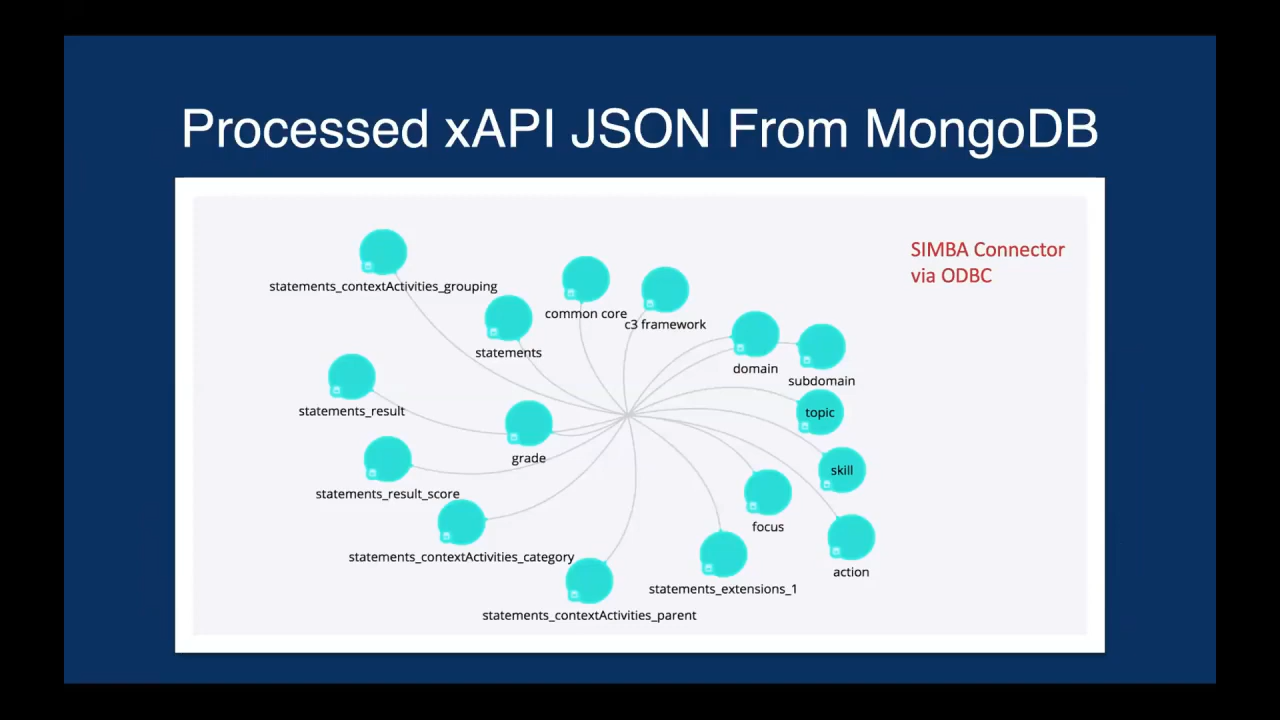 Processed xAPI JSON From MongoDB
SIMBA Connector
via ODBC
statements_contextActivities_grouping
common core
c3 framework
statements
domain
subdomain
statements_result
topic
grade
skill
statements_result_score
focus
statements_contextActivities_category
action
statements_extensions_1
statements_contextActivities_parent